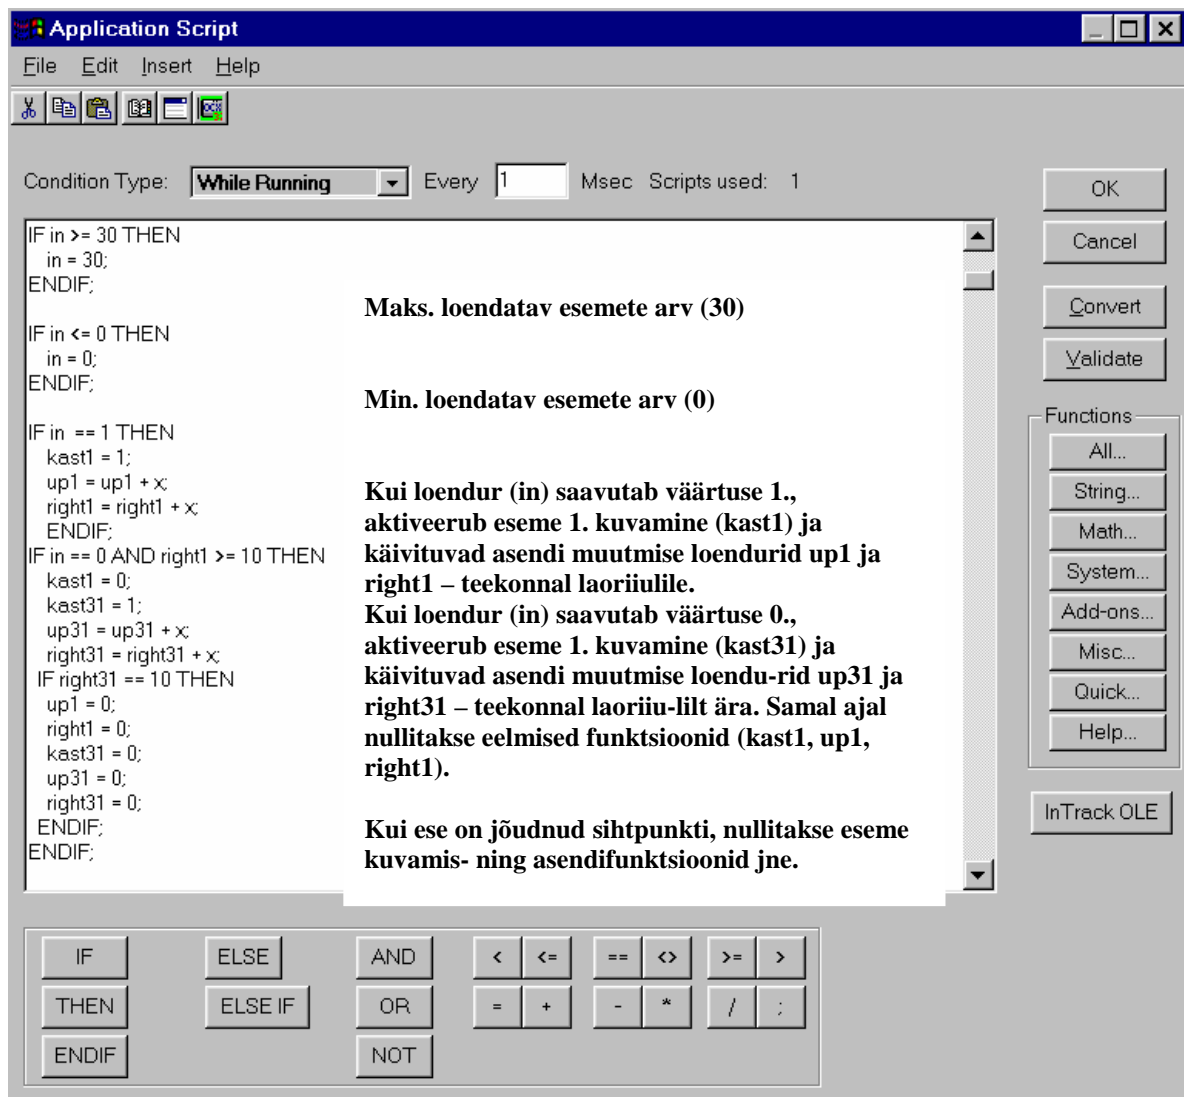 Application Script
File Edit Insert Help
Condition Type: While Running Every 1 Msec Scripts used: 1
IF in >= 30 THEN
in = 30;
ENDIF;
IF in <= 0 THEN
in = 0;
ENDIF;
IF in == 1 THEN
kast1 = 1;
up1 = up1 + x;
right1 = right1 + x;
ENDIF;
IF in == 0 AND right1 >= 10 THEN
kast1 = 0;
kast31 = 1;
up31 = up31 + x;
right31 = right31 + x;
IF right31 == 10 THEN
up1 = 0;
right1 = 0;
kast31 = 0;
up31 = 0;
right31 = 0;
ENDIF;
ENDIF;
Maks. loendatav esemete arv (30)
Min. loendatav esemete arv (0)
Kui loendur (in) saavutab väärtuse 1.,
aktiveerub eseme 1. kuvamine (kast1) ja
käivituvad asendi muutmise loendurid up1 ja
right1 – teekonnal laoriiulile.
Kui loendur (in) saavutab väärtuse 0.,
aktiveerub eseme 1. kuvamine (kast31) ja
käivituvad asendi muutmise loendu-rid up31 ja
right31 – teekonnal laoriiu-lilt ära. Samal ajal
nullitakse eelmised funktsioonid (kast1, up1,
right1).
Kui ese on jõudnud sihtpunkti, nullitakse eseme
kuvamis- ning asendifunktsioonid jne.
OK
Cancel
Convert
Validate
Functions
All...
String...
Math...
System...
Add-ons...
Misc...
Quick...
Help...
InTrack OLE
IF ELSE AND < <= == <> >= >
THEN ELSE IF OR = + - * / ;
ENDIF NOT